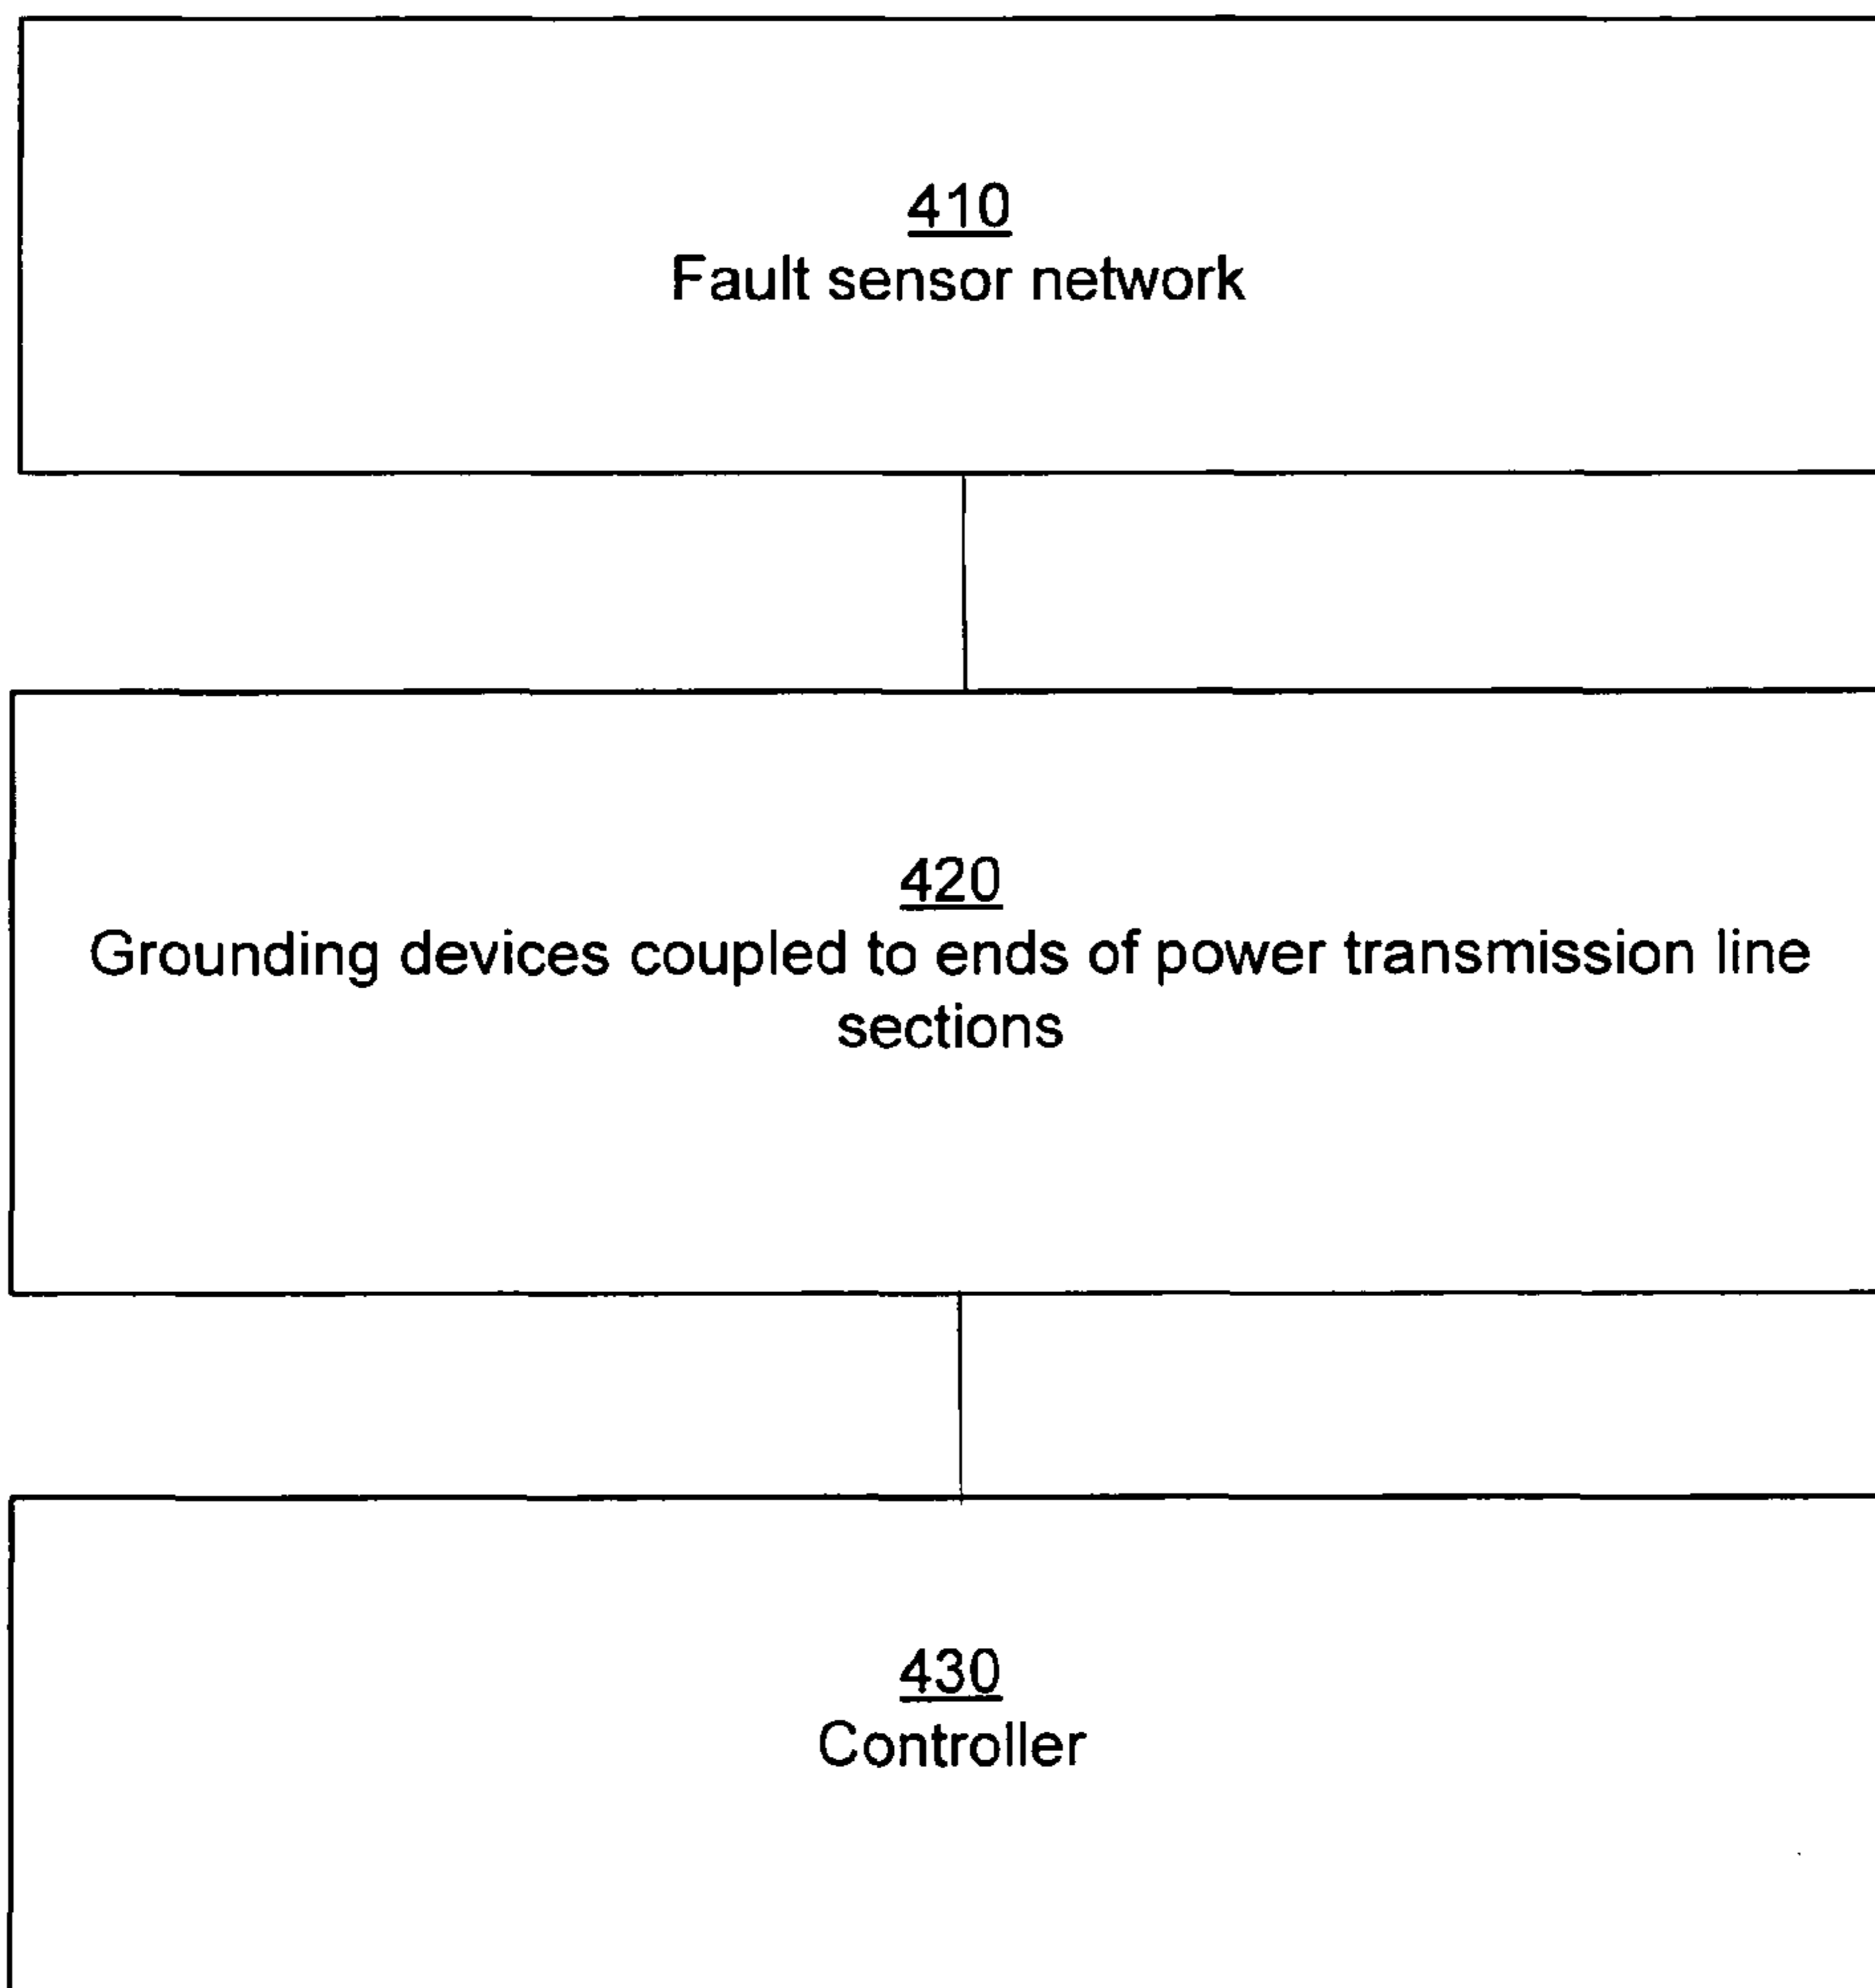 410
Fault sensor network
420
Grounding devices coupled to ends of power transmission line
sections
430
Controller